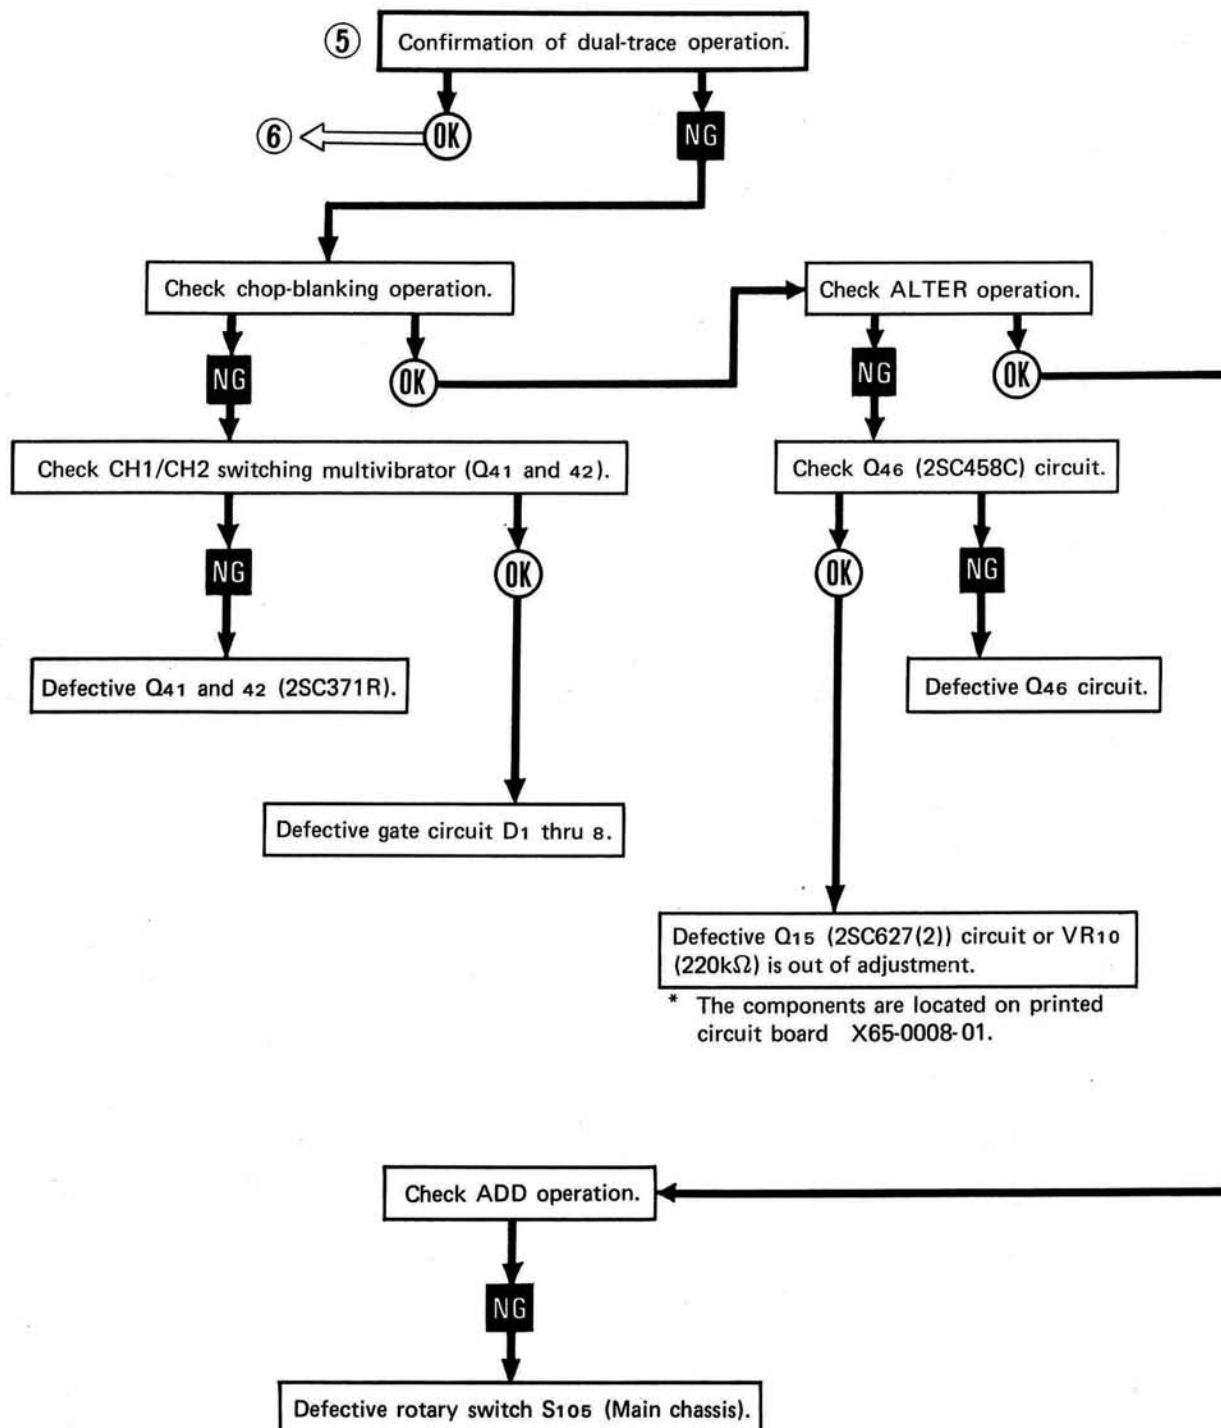 ⑤ Confirmation of dual-trace operation.
⑥ OK NG
Check chop-blanking operation.
Check ALTER operation.
NG OK NG OK
Check CH1/CH2 switching multivibrator (Q41 and 42).
Check Q46 (2SC458C) circuit.
NG OK OK NG
Defective Q41 and 42 (2SC371R).
Defective Q46 circuit.
Defective gate circuit D1 thru 8.
Defective Q15 (2SC627(2)) circuit or VR10
(220kΩ) is out of adjustment.
* The components are located on printed
circuit board X65-0008-01.
Check ADD operation.
NG
Defective rotary switch S105 (Main chassis).